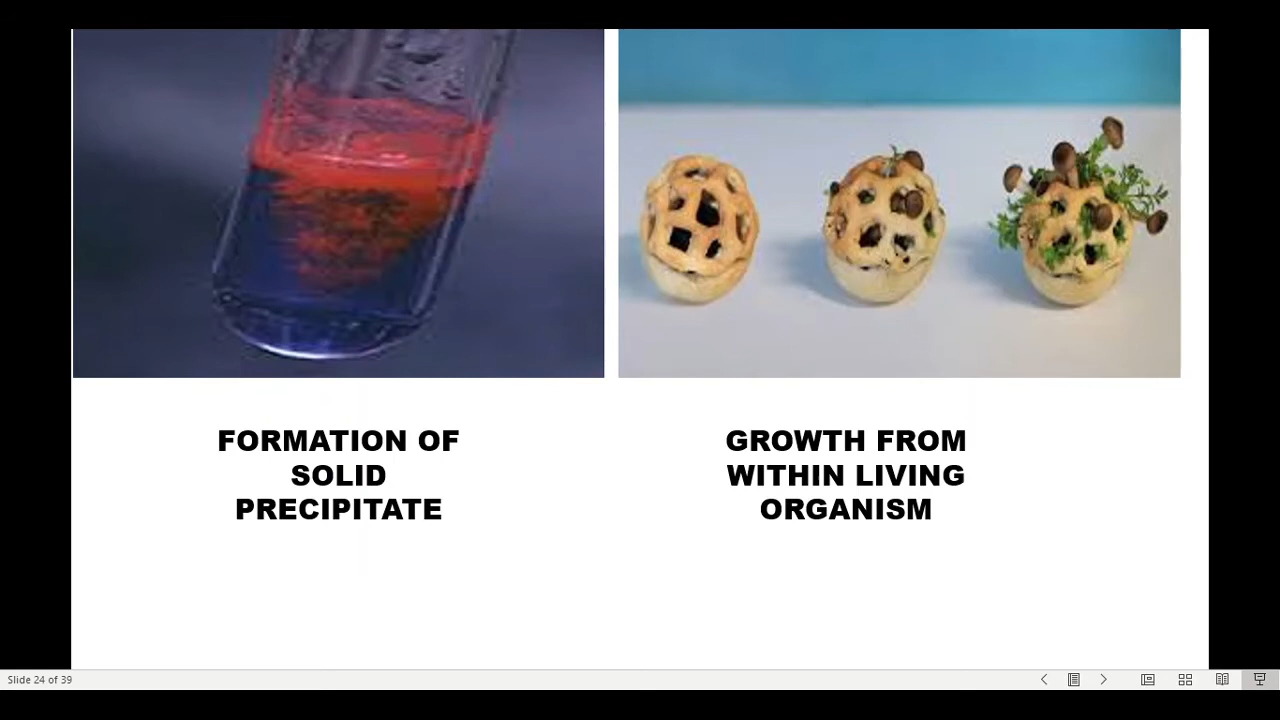 FORMATION OF
SOLID
PRECIPITATE
GROWTH FROM
WITHIN LIVING
ORGANISM
Slide 24 of 39